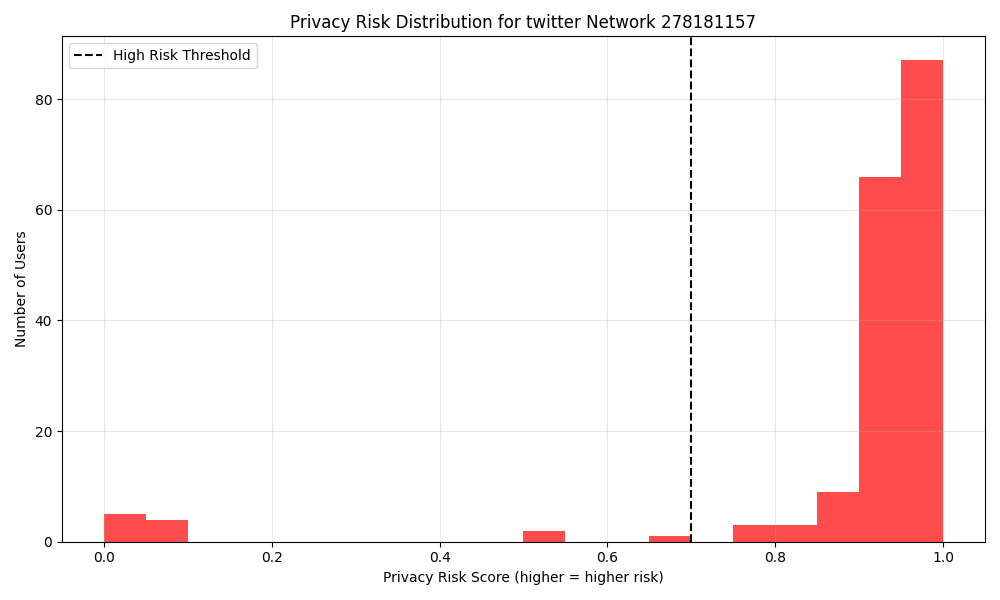 Privacy Risk Distribution for twitter Network 278181157
High Risk Threshold
Number of Users
80
60
40
20
0
0.0 0.2 0.4 0.6 0.8 1.0
Privacy Risk Score (higher = higher risk)